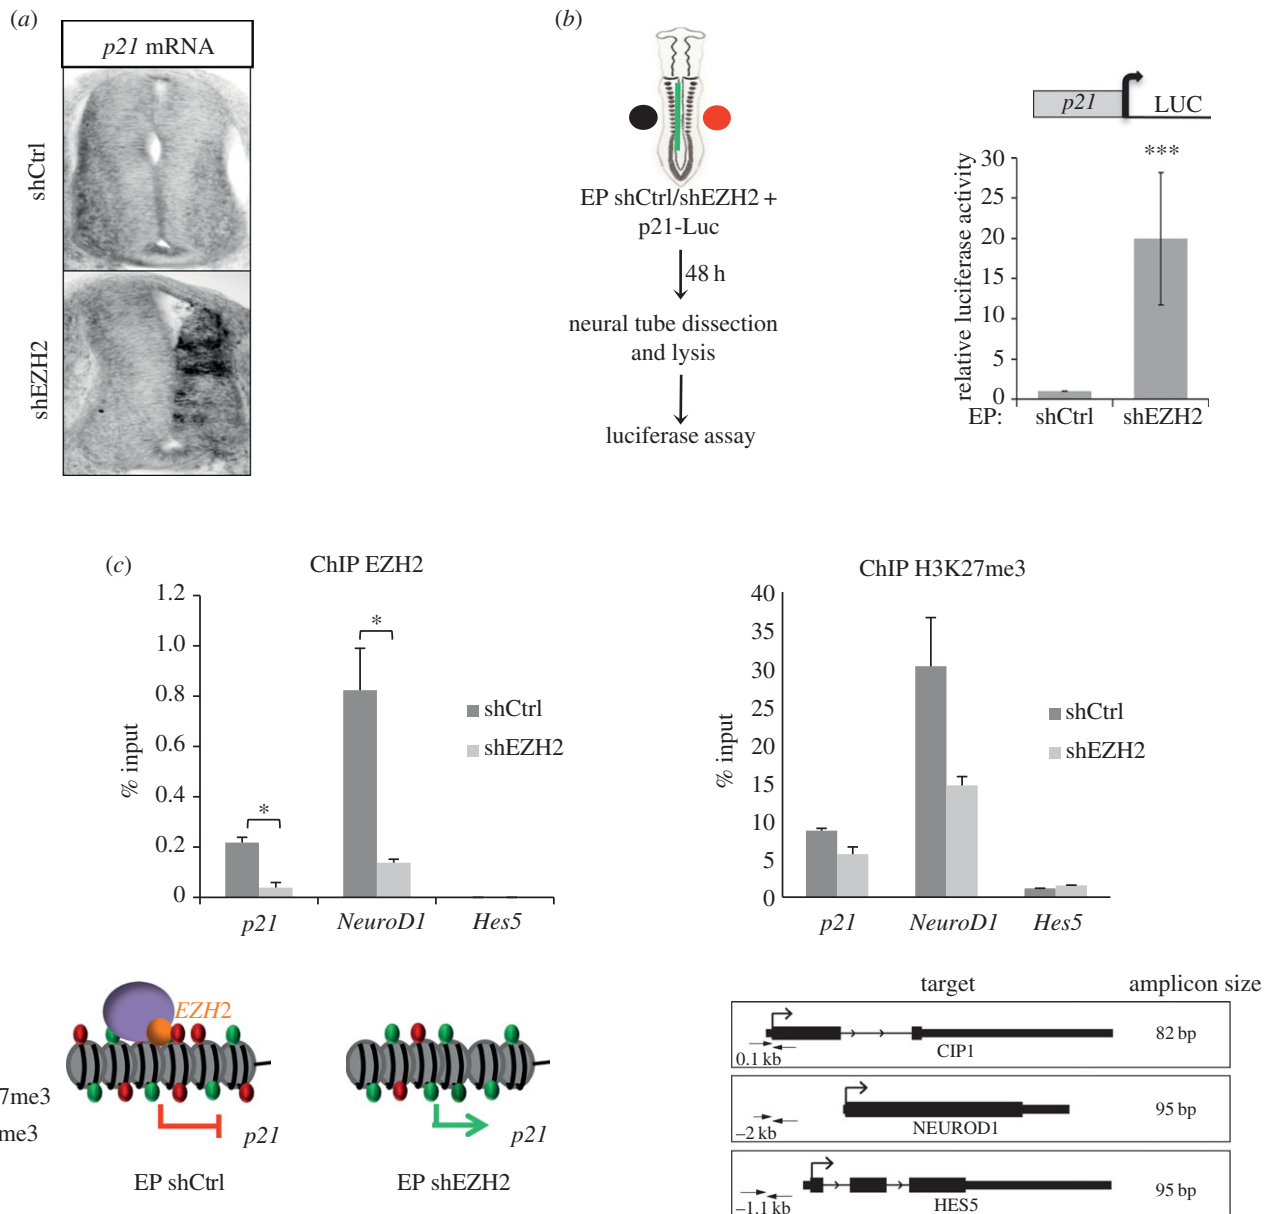 (a)
p21 mRNA
shCtrl
shEZH2
(b)
EP shCtrl/shEZH2 +
p21-Luc
48 h
neural tube dissection
and lysis
luciferase assay
p21
LUC
***
relative luciferase activity
30
25
20
15
10
5
0
EP: shCtrl shEZH2
(c)
ChIP EZH2
% input
1.2
1.0
0.8
0.6
0.4
0.2
0
*
*
shCtrl
shEZH2
p21 NeuroD1 Hes5
ChIP H3K27me3
% input
40
35
30
25
20
15
10
5
0
shCtrl
shEZH2
p21 NeuroD1 Hes5
EZH2
7me3
me3
p21
EP shCtrl
p21
EP shEZH2
target amplicon size
0.1 kb
CIP1
82 bp
–2 kb
NEUROD1
95 bp
–1.1 kb
HES5
95 bp